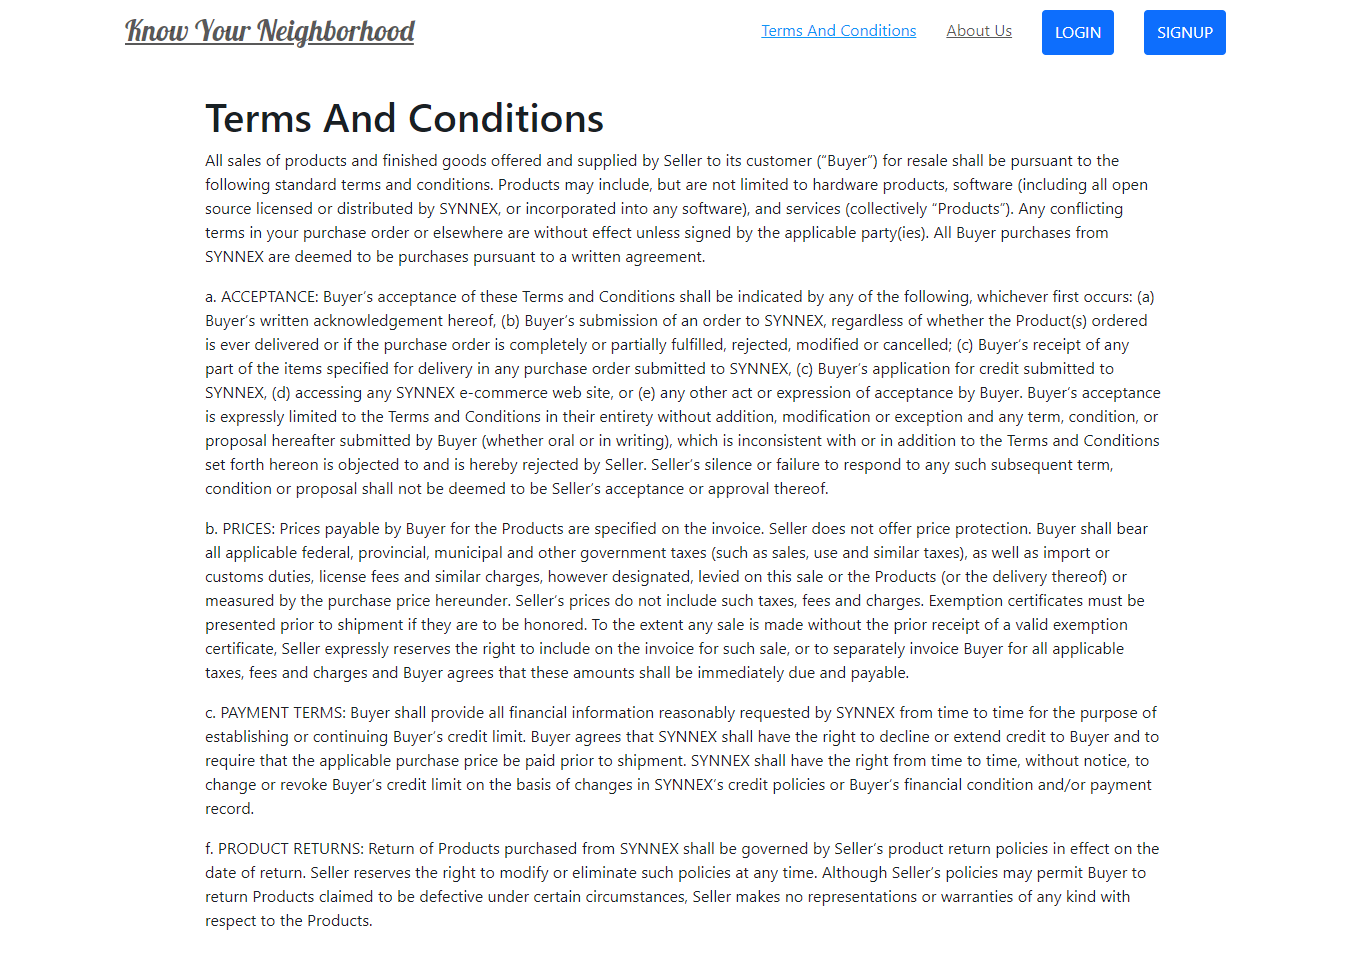 Know Your Neighborhood
Terms And Conditions
About Us
LOGIN
SIGNUP
Terms And Conditions
All sales of products and finished goods offered and supplied by Seller to its customer (“Buyer”) for resale shall be pursuant to the
following standard terms and conditions. Products may include, but are not limited to hardware products, software (including all open
source licensed or distributed by SYNNEX, or incorporated into any software), and services (collectively “Products”). Any conflicting
terms in your purchase order or elsewhere are without effect unless signed by the applicable party(ies). All Buyer purchases from
SYNNEX are deemed to be purchases pursuant to a written agreement.
a. ACCEPTANCE: Buyer’s acceptance of these Terms and Conditions shall be indicated by any of the following, whichever first occurs: (a)
Buyer’s written acknowledgement hereof, (b) Buyer’s submission of an order to SYNNEX, regardless of whether the Product(s) ordered
is ever delivered or if the purchase order is completely or partially fulfilled, rejected, modified or cancelled; (c) Buyer’s receipt of any
part of the items specified for delivery in any purchase order submitted to SYNNEX, (c) Buyer’s application for credit submitted to
SYNNEX, (d) accessing any SYNNEX e-commerce web site, or (e) any other act or expression of acceptance by Buyer. Buyer’s acceptance
is expressly limited to the Terms and Conditions in their entirety without addition, modification or exception and any term, condition, or
proposal hereafter submitted by Buyer (whether oral or in writing), which is inconsistent with or in addition to the Terms and Conditions
set forth hereon is objected to and is hereby rejected by Seller. Seller’s silence or failure to respond to any such subsequent term,
condition or proposal shall not be deemed to be Seller’s acceptance or approval thereof.
b. PRICES: Prices payable by Buyer for the Products are specified on the invoice. Seller does not offer price protection. Buyer shall bear
all applicable federal, provincial, municipal and other government taxes (such as sales, use and similar taxes), as well as import or
customs duties, license fees and similar charges, however designated, levied on this sale or the Products (or the delivery thereof) or
measured by the purchase price hereunder. Seller’s prices do not include such taxes, fees and charges. Exemption certificates must be
presented prior to shipment if they are to be honored. To the extent any sale is made without the prior receipt of a valid exemption
certificate, Seller expressly reserves the right to include on the invoice for such sale, or to separately invoice Buyer for all applicable
taxes, fees and charges and Buyer agrees that these amounts shall be immediately due and payable.
c. PAYMENT TERMS: Buyer shall provide all financial information reasonably requested by SYNNEX from time to time for the purpose of
establishing or continuing Buyer’s credit limit. Buyer agrees that SYNNEX shall have the right to decline or extend credit to Buyer and to
require that the applicable purchase price be paid prior to shipment. SYNNEX shall have the right from time to time, without notice, to
change or revoke Buyer’s credit limit on the basis of changes in SYNNEX’s credit policies or Buyer’s financial condition and/or payment
record.
f. PRODUCT RETURNS: Return of Products purchased from SYNNEX shall be governed by Seller’s product return policies in effect on the
date of return. Seller reserves the right to modify or eliminate such policies at any time. Although Seller’s policies may permit Buyer to
return Products claimed to be defective under certain circumstances, Seller makes no representations or warranties of any kind with
respect to the Products.